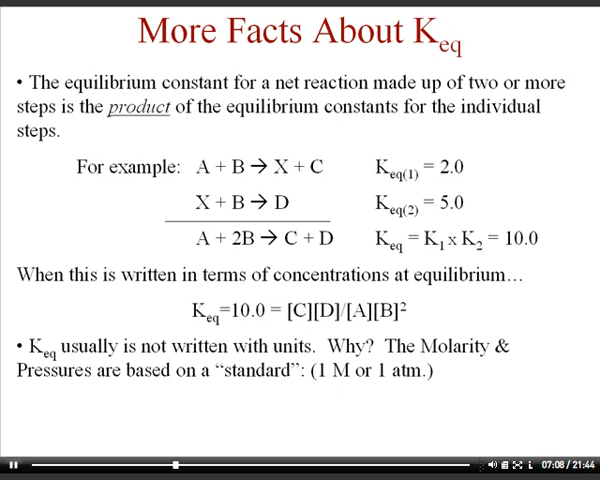 More Facts About Keq
• The equilibrium constant for a net reaction made up of two or more
steps is the product of the equilibrium constants for the individual
steps.
For example: A + B → X + C Keq(1) = 2.0
X + B → D Keq(2) = 5.0
A + 2B → C + D Keq = K1 x K2 = 10.0
When this is written in terms of concentrations at equilibrium…
Keq=10.0 = [C][D]/[A][B]²
• Keq usually is not written with units. Why? The Molarity &
Pressures are based on a “standard”: (1 M or 1 atm.)
07:08 / 21:44